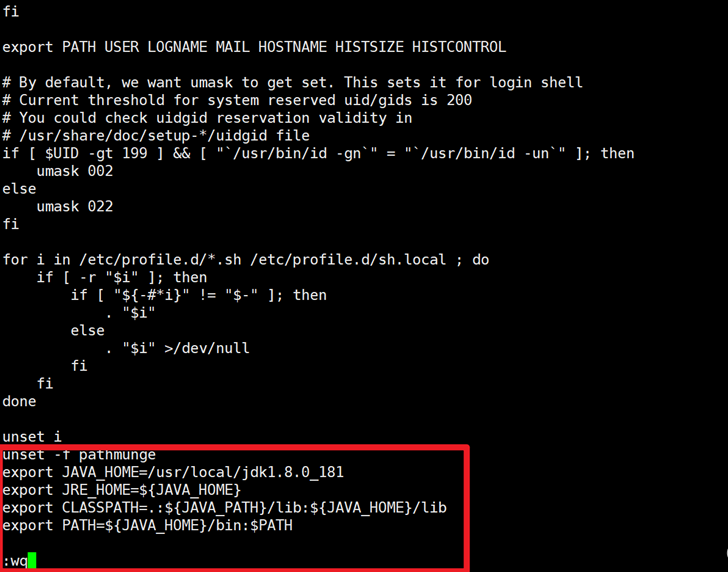 fi
export PATH USER LOGNAME MAIL HOSTNAME HISTSIZE HISTCONTROL
# By default, we want umask to get set. This sets it for login shell
# Current threshold for system reserved uid/gids is 200
# You could check uidgid reservation validity in
# /usr/share/doc/setup-*/uidgid file
if [ $UID -gt 199 ] && [ "`/usr/bin/id -gn`" = "`/usr/bin/id -un`" ]; then
    umask 002
else
    umask 022
fi
for i in /etc/profile.d/*.sh /etc/profile.d/sh.local ; do
    if [ -r "$i" ]; then
        if [ "${-#*i}" != "$-" ]; then
            . "$i"
        else
            . "$i" >/dev/null
        fi
    fi
done
unset i
unset -f pathmunge
export JAVA_HOME=/usr/local/jdk1.8.0_181
export JRE_HOME=${JAVA_HOME}
export CLASSPATH=.:${JAVA_PATH}/lib:${JAVA_HOME}/lib
export PATH=${JAVA_HOME}/bin:$PATH
:wq